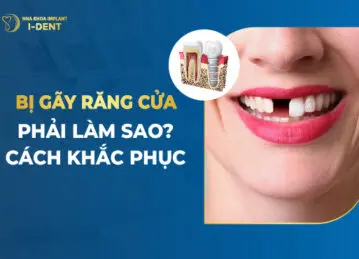 NHA KHOA IMPLANT
I-DENT
BỊ GÃY RĂNG CỬA
PHẢI LÀM SAO?
CÁCH KHẮC PHỤC